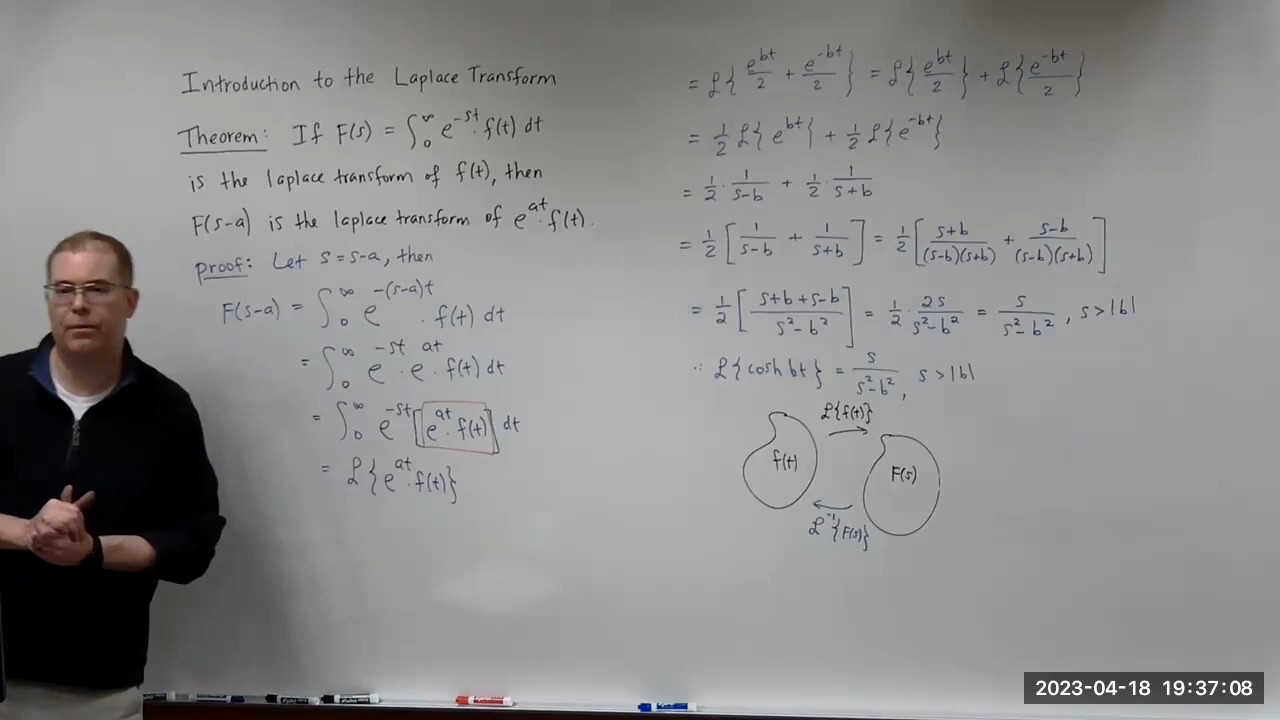 Introduction to the Laplace Transform
Theorem: If F(s) = ∫₀^∞ e^{-st}·f(t) dt
is the laplace transform of f(t), then
F(s-a) is the laplace transform of e^{at}·f(t).
proof: Let s = s-a, then
F(s-a) = ∫₀^∞ e^{-(s-a)t} · f(t) dt
= ∫₀^∞ e^{-st} · e^{at} · f(t) dt
= ∫₀^∞ e^{-st} [e^{at}·f(t)] dt
= ℒ{e^{at}·f(t)}
= ℒ{e^{bt}/2 + e^{-bt}/2} = ℒ{e^{bt}/2} + ℒ{e^{-bt}/2}
= 1/2 ℒ{e^{bt}} + 1/2 ℒ{e^{-bt}}
= 1/2 · 1/(s-b) + 1/2 · 1/(s+b)
= 1/2 [1/(s-b) + 1/(s+b)] = 1/2 [(s+b)/((s-b)(s+b)) + (s-b)/((s-b)(s+b))]
= 1/2 [(s+b+s-b)/(s²-b²)] = 1/2 · 2s/(s²-b²) = s/(s²-b²), s>|b|
∴ ℒ{cosh bt} = s/(s²-b²), s>|b|
ℒ{f(t)}
f(t)
F(s)
ℒ⁻¹{F(s)}
2023-04-18 19:37:08